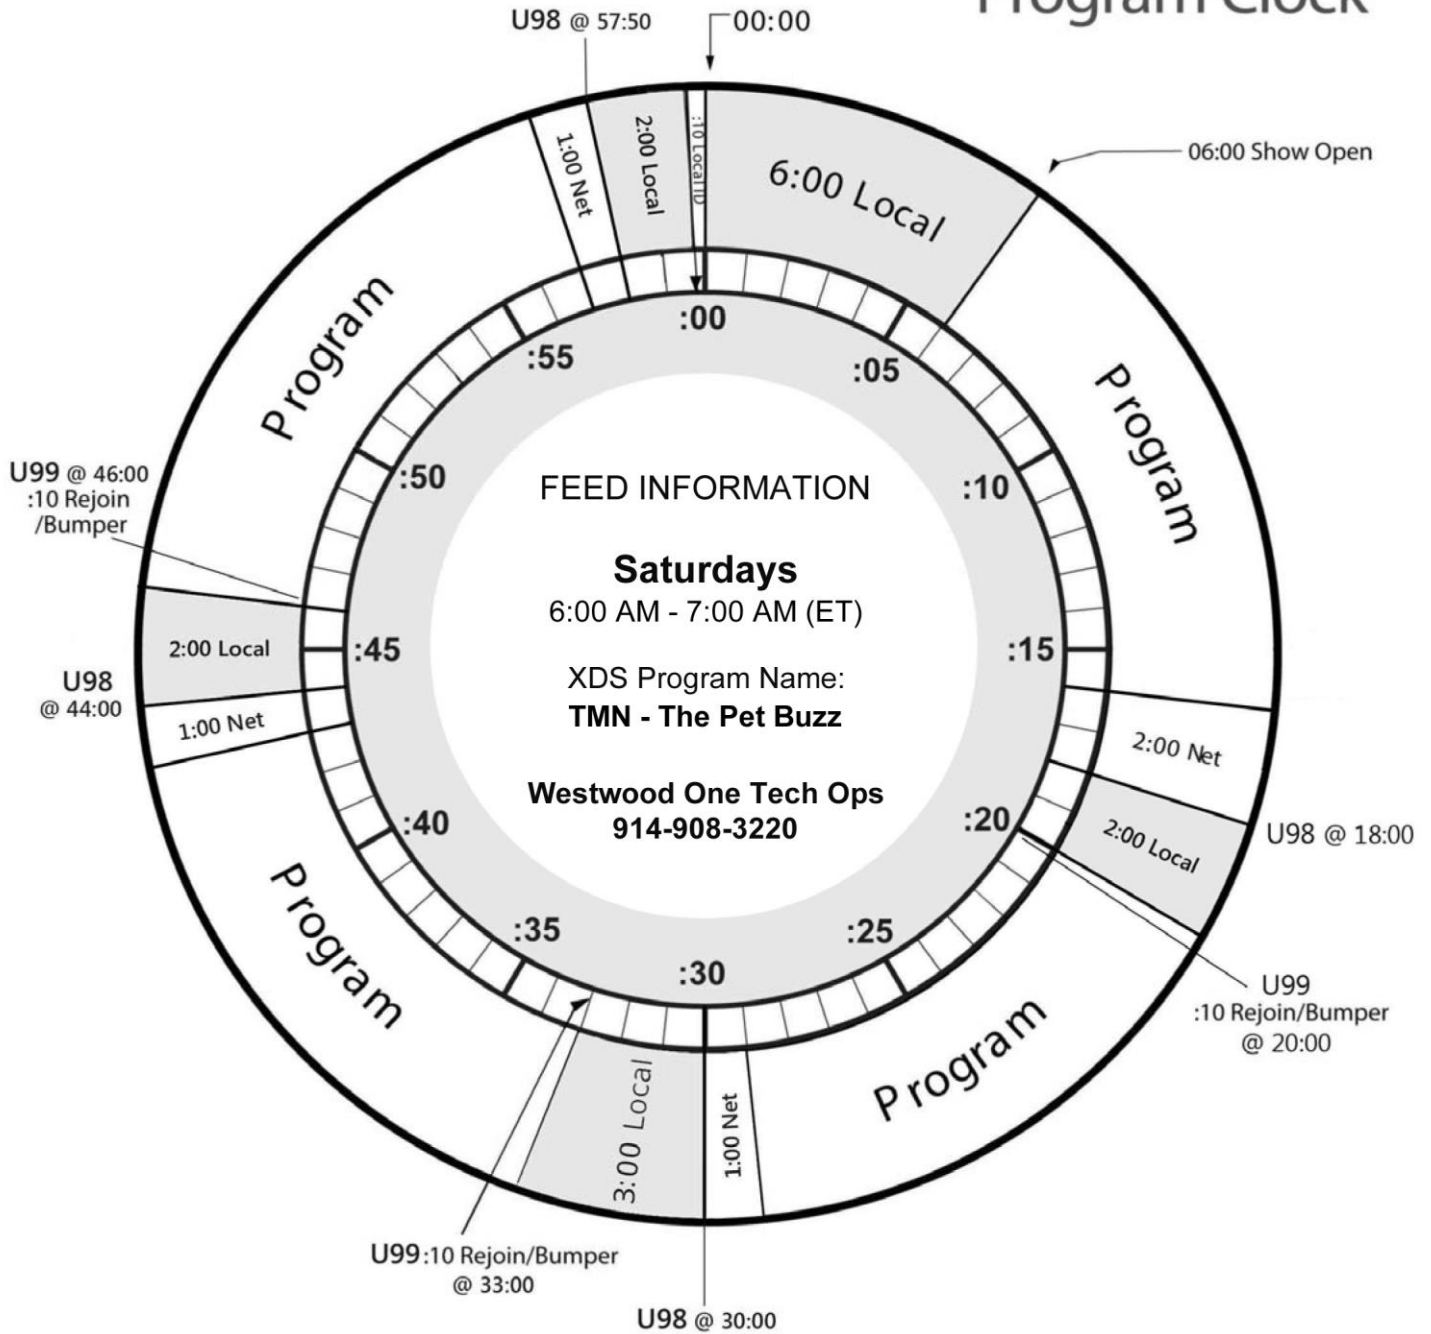 Program Clock
U98 @ 57:50
00:00
06:00 Show Open
1:00 Net
2:00 Local
:10 Local ID
6:00 Local
Program
Program
:00
:05
:10
:15
:20
:25
:30
:35
:40
:45
:50
:55
FEED INFORMATION
Saturdays
6:00 AM - 7:00 AM (ET)
XDS Program Name:
TMN - The Pet Buzz
Westwood One Tech Ops
914-908-3220
U99 @ 46:00
:10 Rejoin
/Bumper
2:00 Local
U98
@ 44:00
1:00 Net
2:00 Net
U98 @ 18:00
2:00 Local
U99
:10 Rejoin/Bumper
@ 20:00
Program
Program
3:00 Local
1:00 Net
U99 :10 Rejoin/Bumper
@ 33:00
U98 @ 30:00